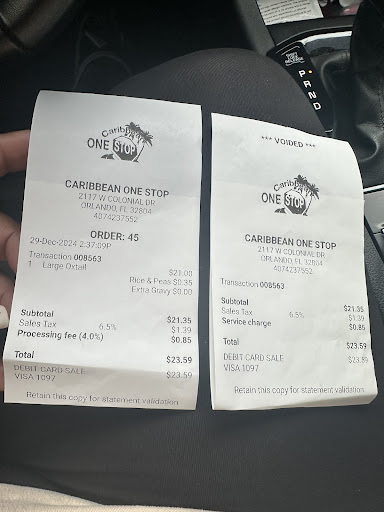 Caribbean
ONE STOP
CARIBBEAN ONE STOP
2117 W COLONIAL DR
ORLANDO, FL 32804
4074237552
ORDER: 45
29-Dec-2024 2:37:09P
Transaction 008563
1 Large Oxtail $21.00
Rice & Peas $0.35
Extra Gravy $0.00
Subtotal $21.35
Sales Tax 6.5% $1.39
Processing fee (4.0%) $0.85
Total $23.59
DEBIT CARD SALE $23.59
VISA 1097
Retain this copy for statement validation
*** VOIDED ***
Caribbean
ONE STOP
CARIBBEAN ONE STOP
2117 W COLONIAL DR
ORLANDO, FL 32804
4074237552
Transaction 008563
Subtotal $21.35
Sales Tax 6.5% $1.39
Service charge $0.85
Total $23.59
DEBIT CARD SALE $23.59
VISA 1097
Retain this copy for statement validation
P
R
N
D